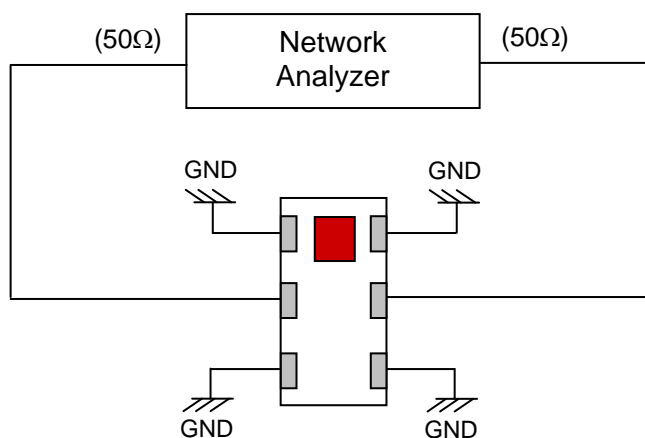 (50Ω)
Network
Analyzer
(50Ω)
GND
GND
GND
GND